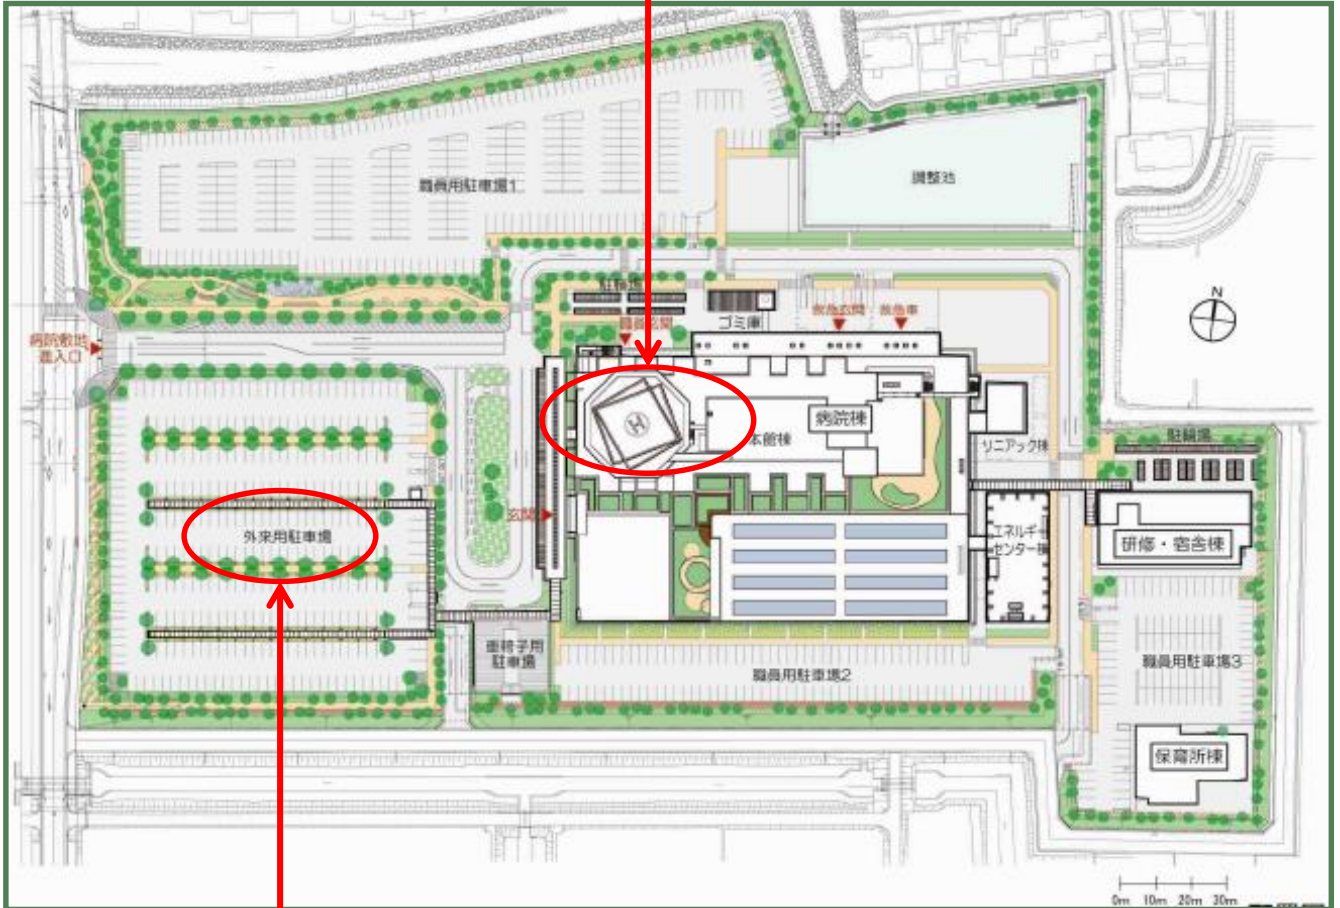 職員用駐車場1
調整池
N
駐輪場
ゴミ庫
救急玄関
救急車
職員玄関
病院敷地
進入口
H
病院棟
本館棟
リニアック棟
駐輪場
玄関
外来用駐車場
エネルギー
センター棟
研修・宿舎棟
車椅子用
駐車場
職員用駐車場2
職員用駐車場3
保育所棟
0m 10m 20m 30m